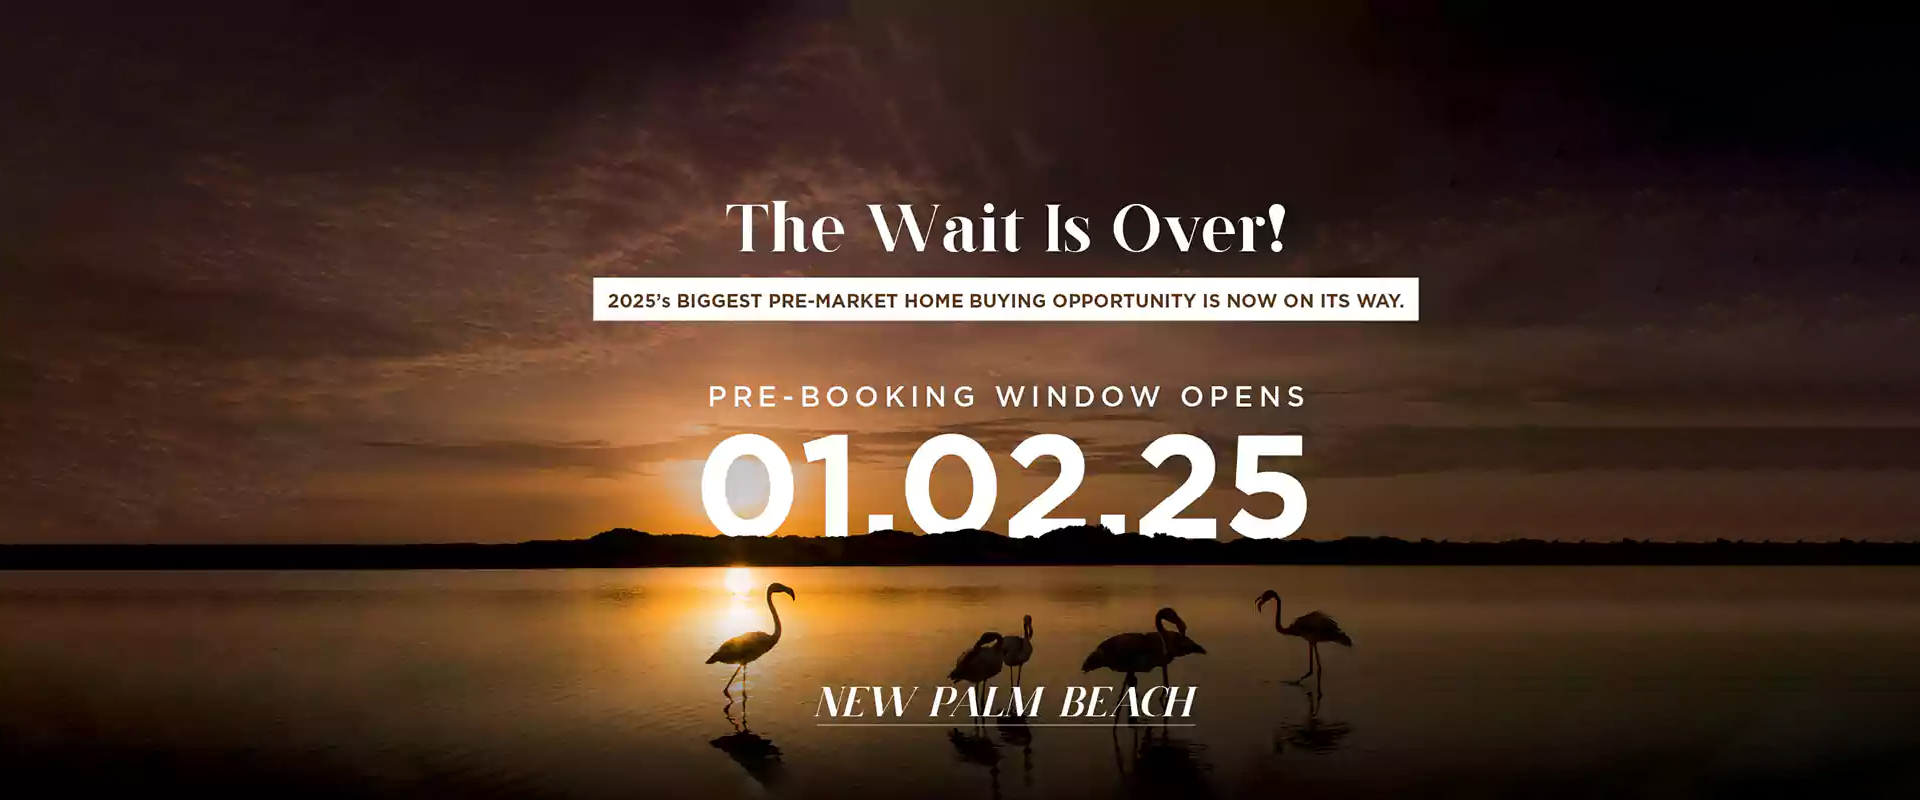 The Wait Is Over!
2025's BIGGEST PRE-MARKET HOME BUYING OPPORTUNITY IS NOW ON ITS WAY.
PRE-BOOKING WINDOW OPENS
01.02.25
NEW PALM BEACH